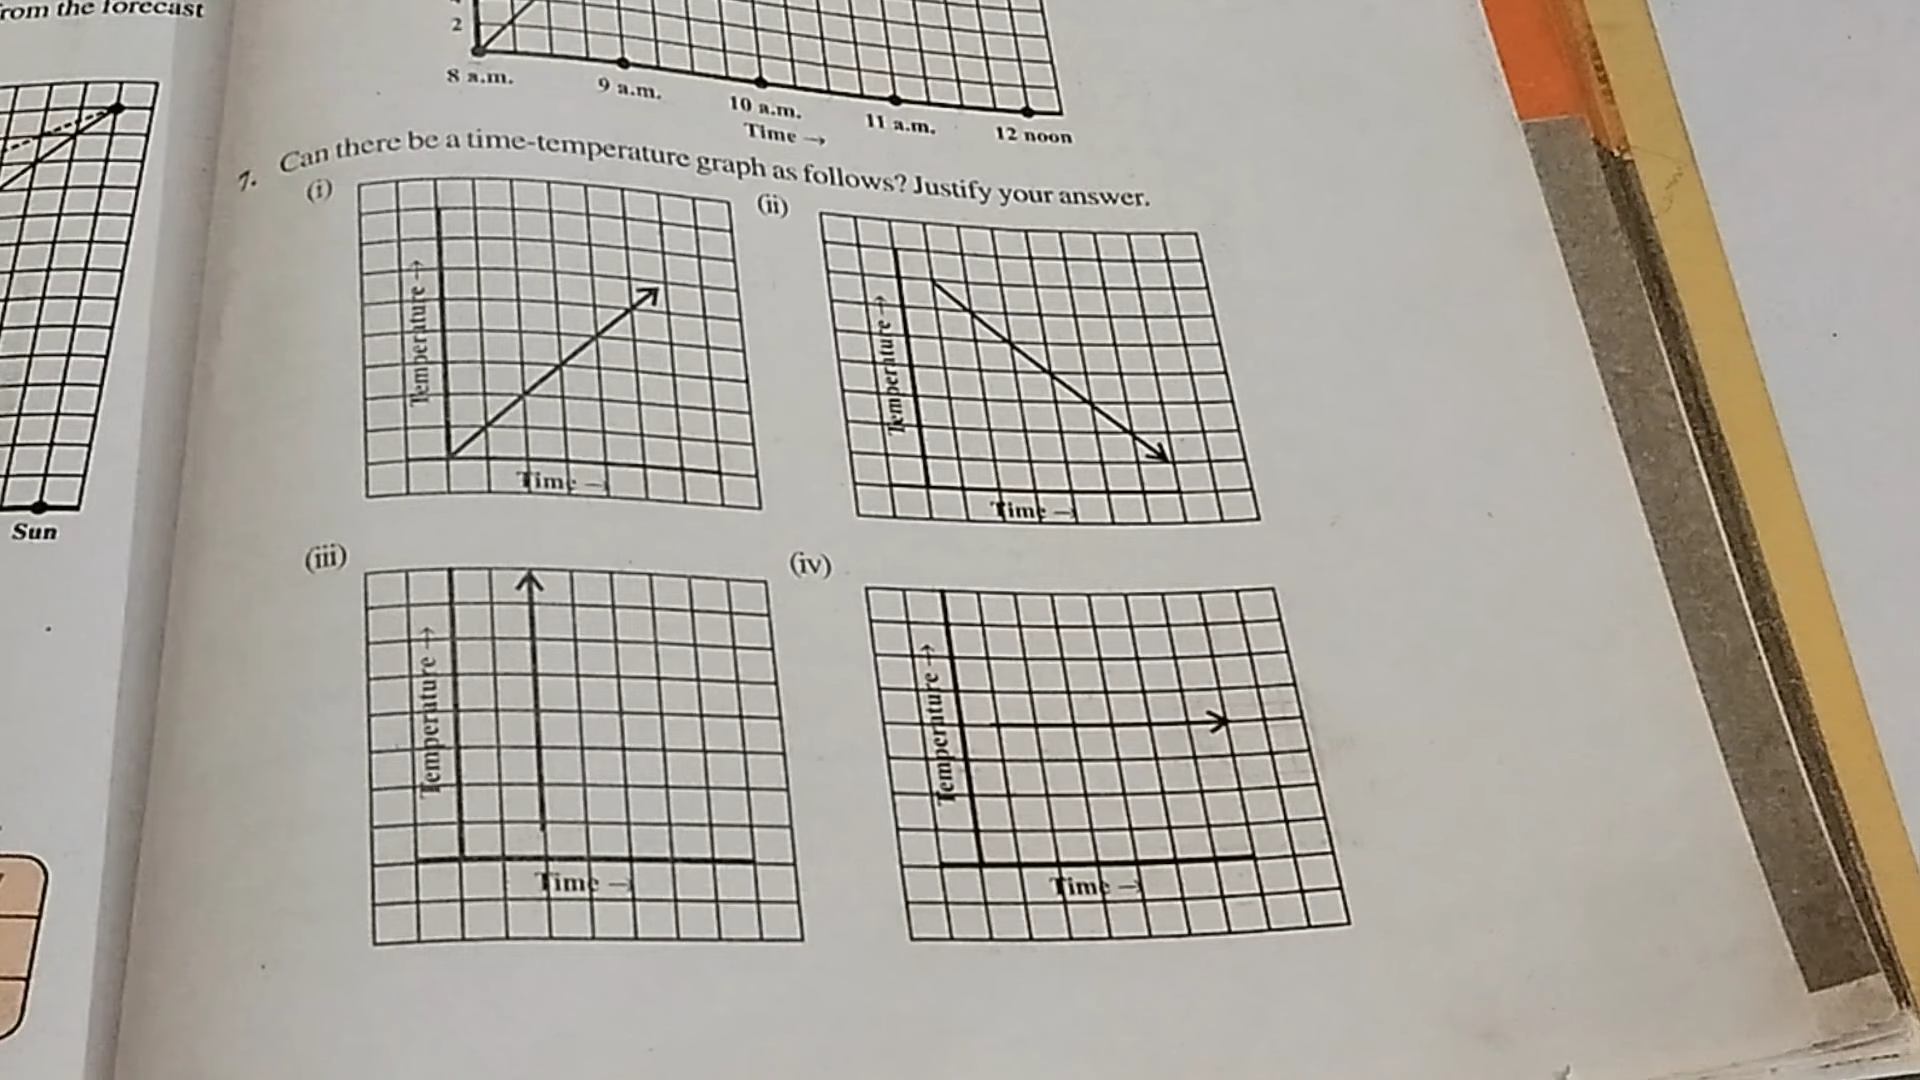 rom the forecast
Sun
2
8 a.m.
9 a.m.
10 a.m.
11 a.m.
12 noon
Time →
7. Can there be a time-temperature graph as follows? Justify your answer.
(i)
Temperature →
Time →
(ii)
Temperature →
Time →
(iii)
Temperature →
Time →
(iv)
Temperature →
Time →